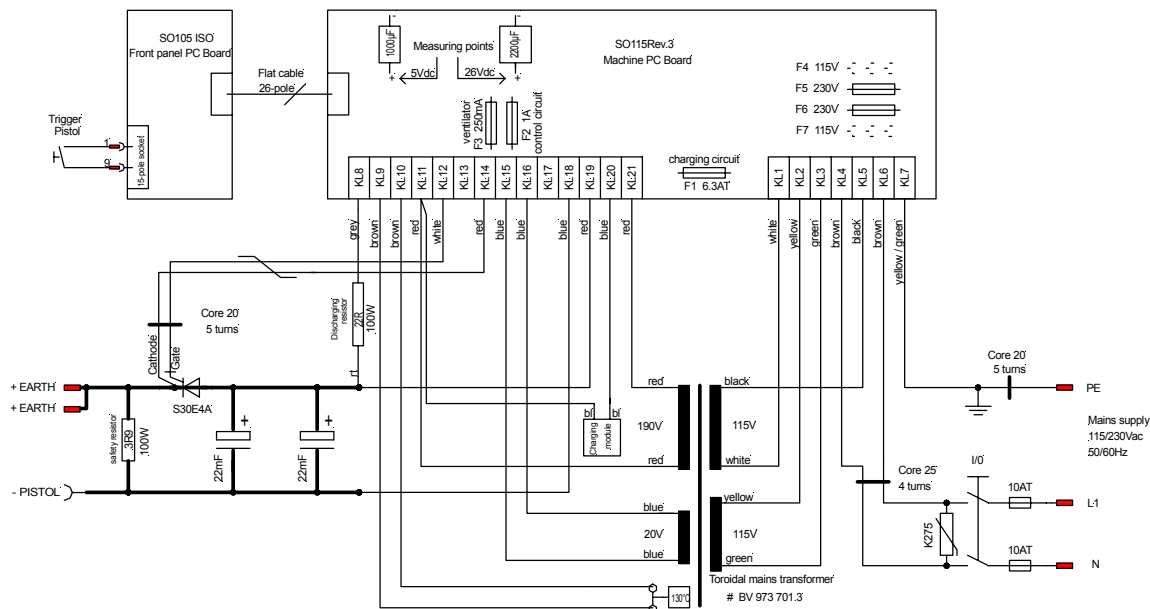 SO105 ISO
Front panel PC Board
Trigger
Pistol
1
9
15-pole socket
Flat cable
26-pole
1000µF
-
+
Measuring points
5Vdc
26Vdc
2200µF
-
+
SO115Rev.3
Machine PC Board
ventilator
F3 250mA
F2 1A
control circuit
F4 115V
F5 230V
F6 230V
F7 115V
charging circuit
F1 6.3AT
KL8
KL9
KL10
KL11
KL12
KL13
KL14
KL15
KL16
KL17
KL18
KL19
KL20
KL21
KL1
KL2
KL3
KL4
KL5
KL6
KL7
grey
brown
brown
red
white
red
blue
blue
blue
red
blue
red
white
yellow
green
brown
black
brown
yellow / green
Core 20
5 turns
Cathode
Gate
Discharging
resistor
22R
100W
rt
+ EARTH
+ EARTH
S30E4A
safety resistor
3R9
100W
22mF
+
22mF
+
- PISTOL
bl
bl
Charging
module
red
190V
red
black
115V
white
blue
20V
blue
yellow
115V
green
130°C
Toroidal mains transformer
# BV 973 701.3
Core 20
5 turns
PE
Mains supply
115/230Vac
50/60Hz
Core 25
4 turns
I/0
K275
10AT
L1
10AT
N